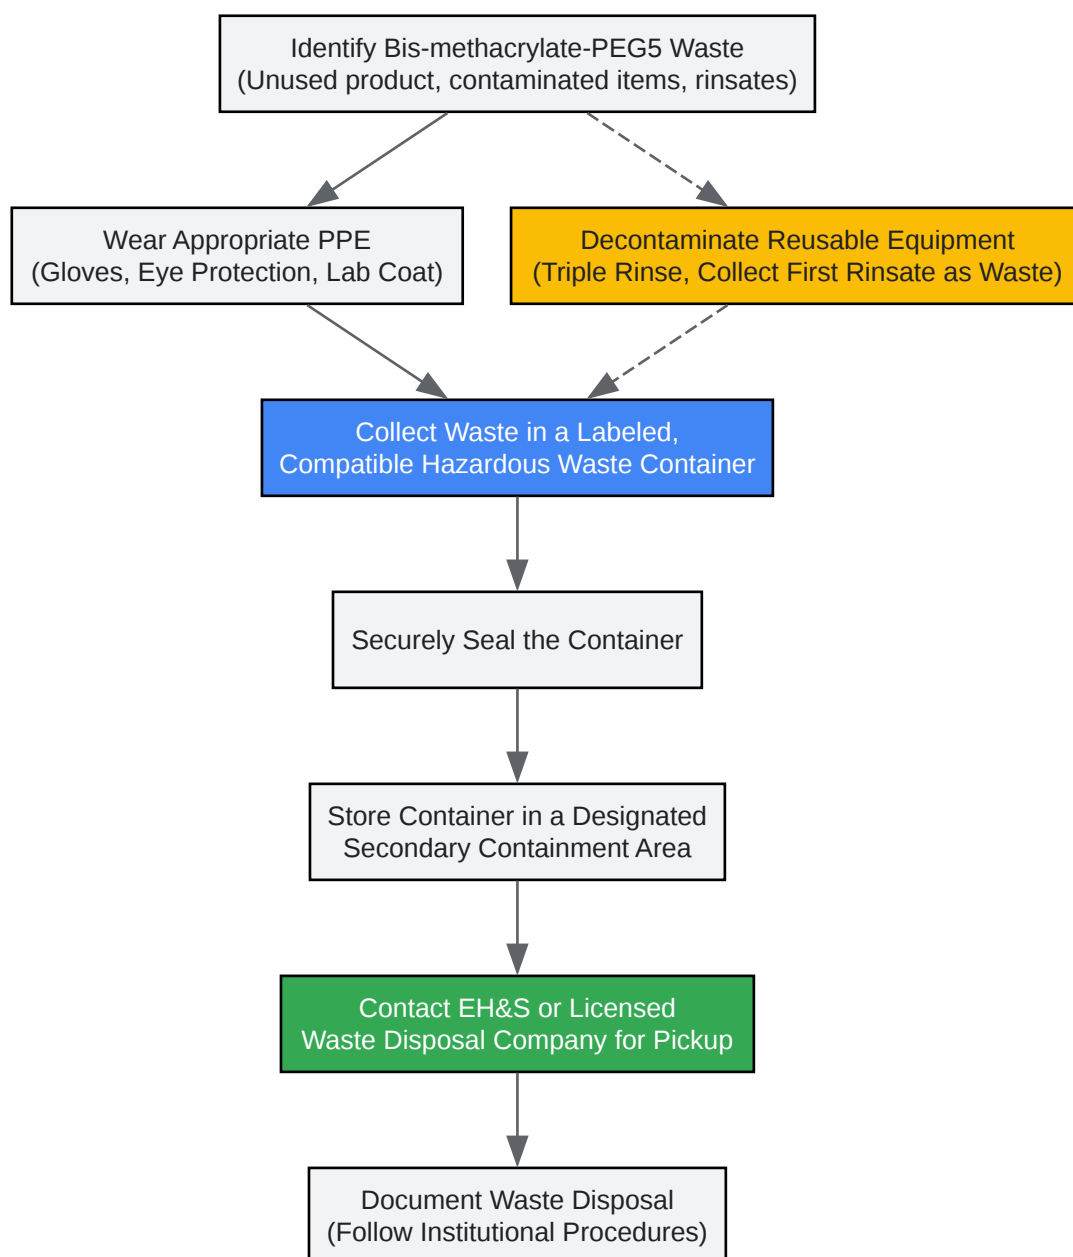 Identify Bis-methacrylate-PEG5 Waste
(Unused product, contaminated items, rinsates)
Wear Appropriate PPE
(Gloves, Eye Protection, Lab Coat)
Decontaminate Reusable Equipment
(Triple Rinse, Collect First Rinsate as Waste)
Collect Waste in a Labeled,
Compatible Hazardous Waste Container
Securely Seal the Container
Store Container in a Designated
Secondary Containment Area
Contact EH&S or Licensed
Waste Disposal Company for Pickup
Document Waste Disposal
(Follow Institutional Procedures)